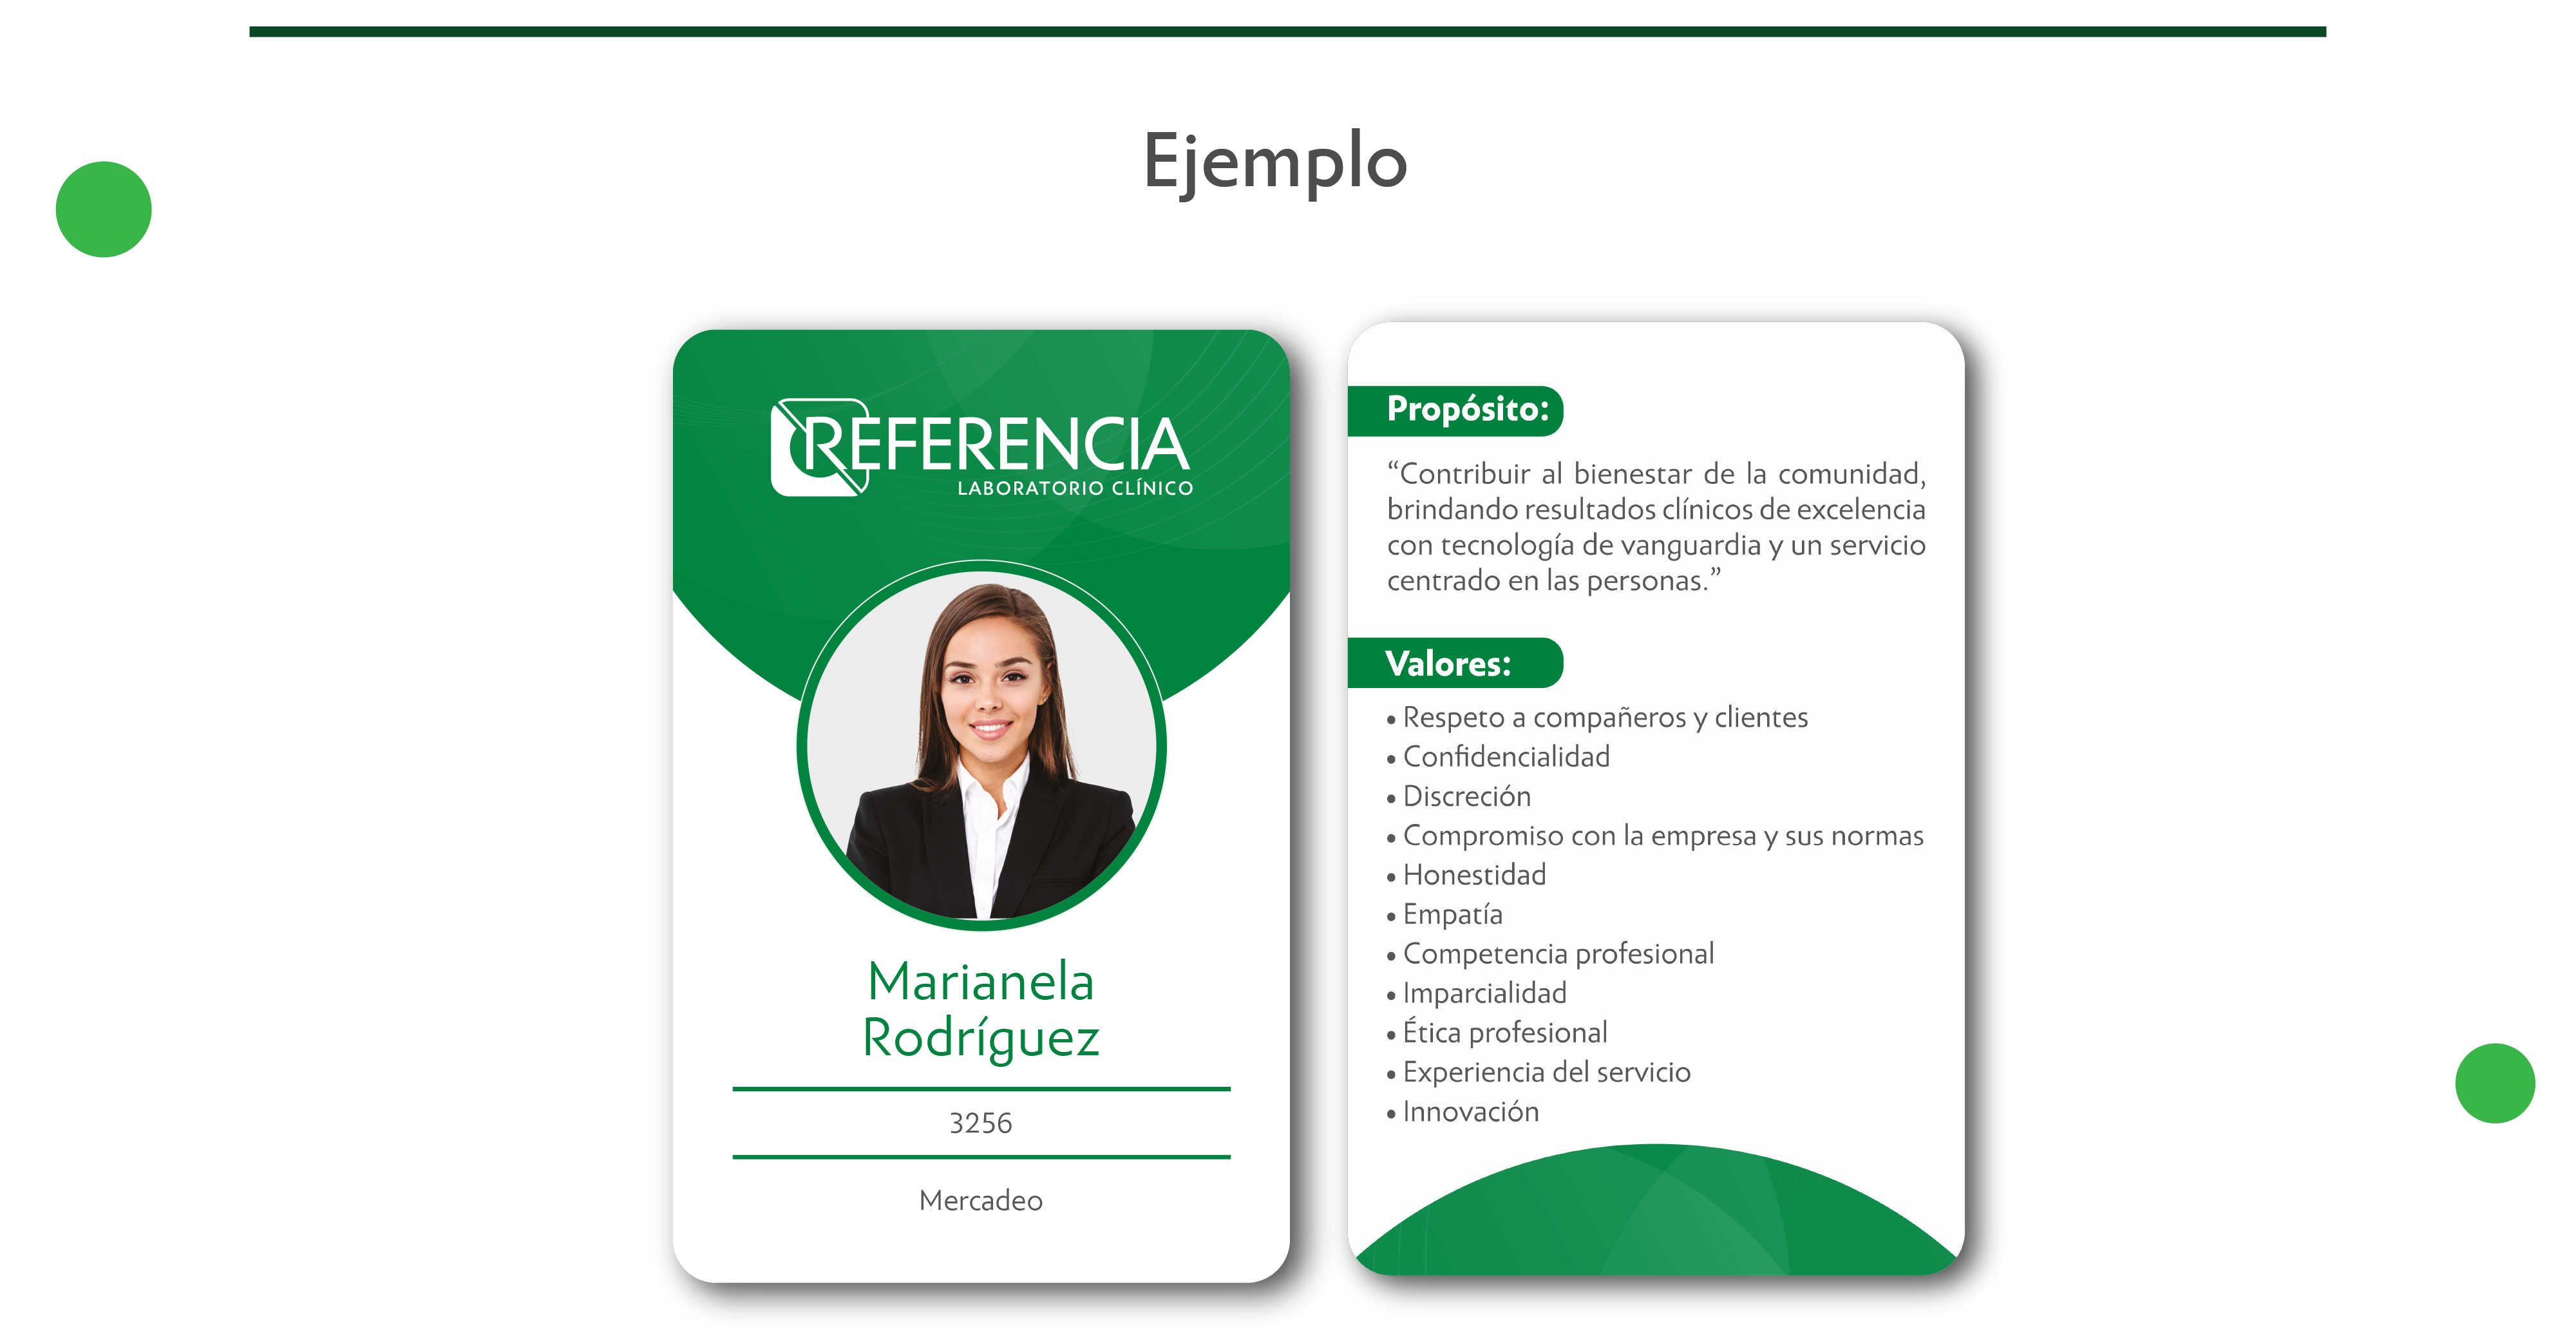 Ejemplo
REFERENCIA
LABORATORIO CLÍNICO
Marianela
Rodríguez
3256
Mercadeo
Propósito:
“Contribuir al bienestar de la comunidad,
brindando resultados clínicos de excelencia
con tecnología de vanguardia y un servicio
centrado en las personas.”
Valores:
• Respeto a compañeros y clientes
• Confidencialidad
• Discreción
• Compromiso con la empresa y sus normas
• Honestidad
• Empatía
• Competencia profesional
• Imparcialidad
• Ética profesional
• Experiencia del servicio
• Innovación